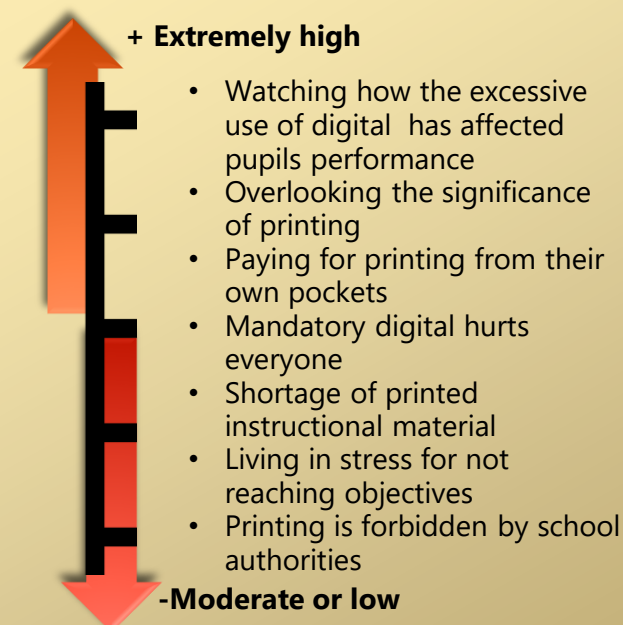 + Extremely high
• Watching how the excessive
use of digital  has affected
pupils performance
• Overlooking the significance
of printing
• Paying for printing from their
own pockets
• Mandatory digital hurts
everyone
• Shortage of printed
instructional material
• Living in stress for not
reaching objectives
• Printing is forbidden by school
authorities
-Moderate or low